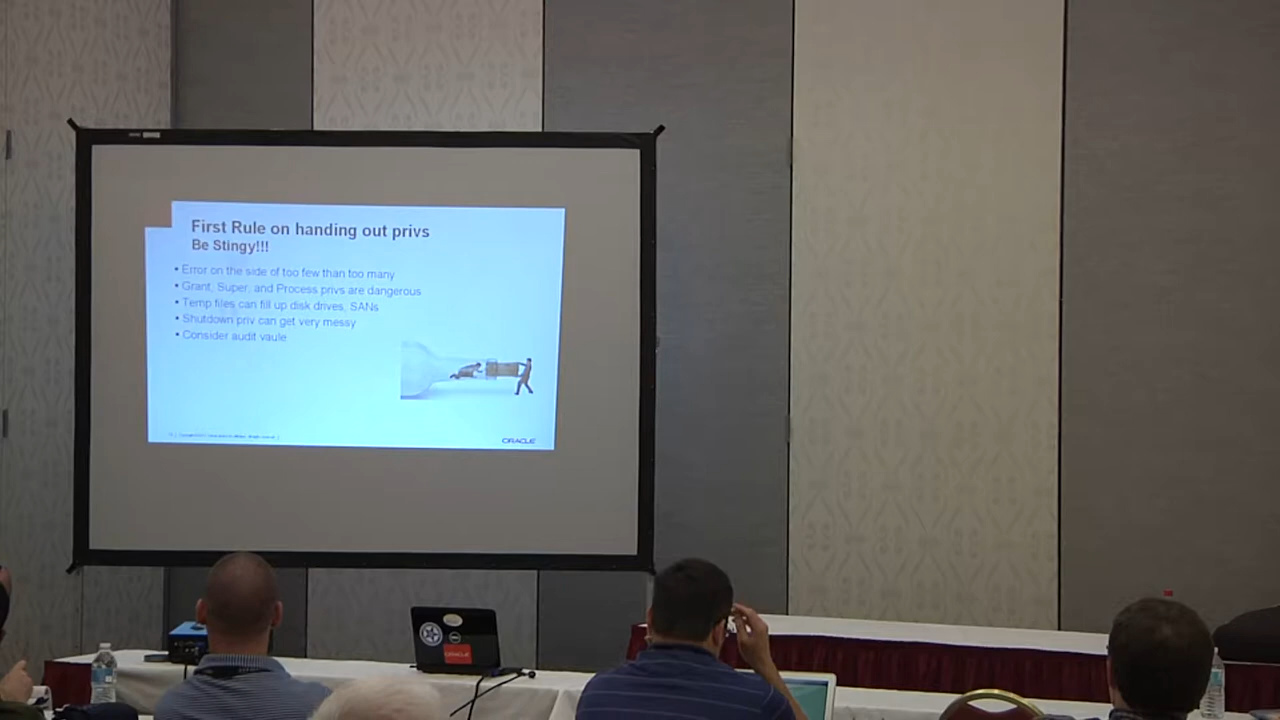 First Rule on handing out privs
Be Stingy!!!
• Error on the side of too few than too many
• Grant, Super, and Process privs are dangerous
• Temp files can fill up disk drives, SANs
• Shutdown priv can get very messy
• Consider audit vaule
ORACLE
ORACLE